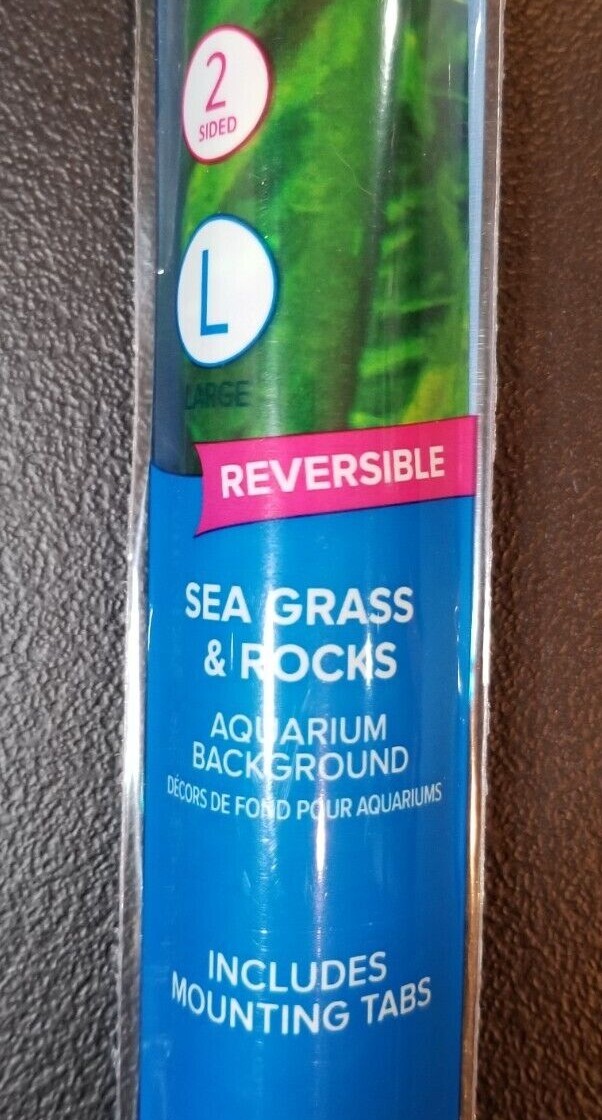 2
SIDED
L
LARGE
REVERSIBLE
SEA GRASS
& ROCKS
AQUARIUM
BACKGROUND
DÉCORS DE FOND POUR AQUARIUMS
INCLUDES
MOUNTING TABS